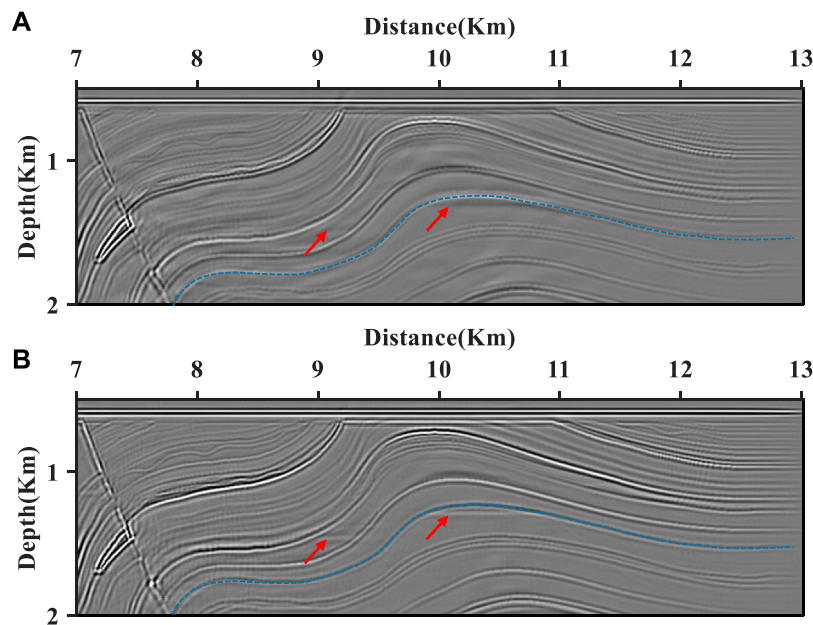 A
Distance(Km)
7 8 9 10 11 12 13
Depth(Km)
1
2
B
Distance(Km)
7 8 9 10 11 12 13
Depth(Km)
1
2